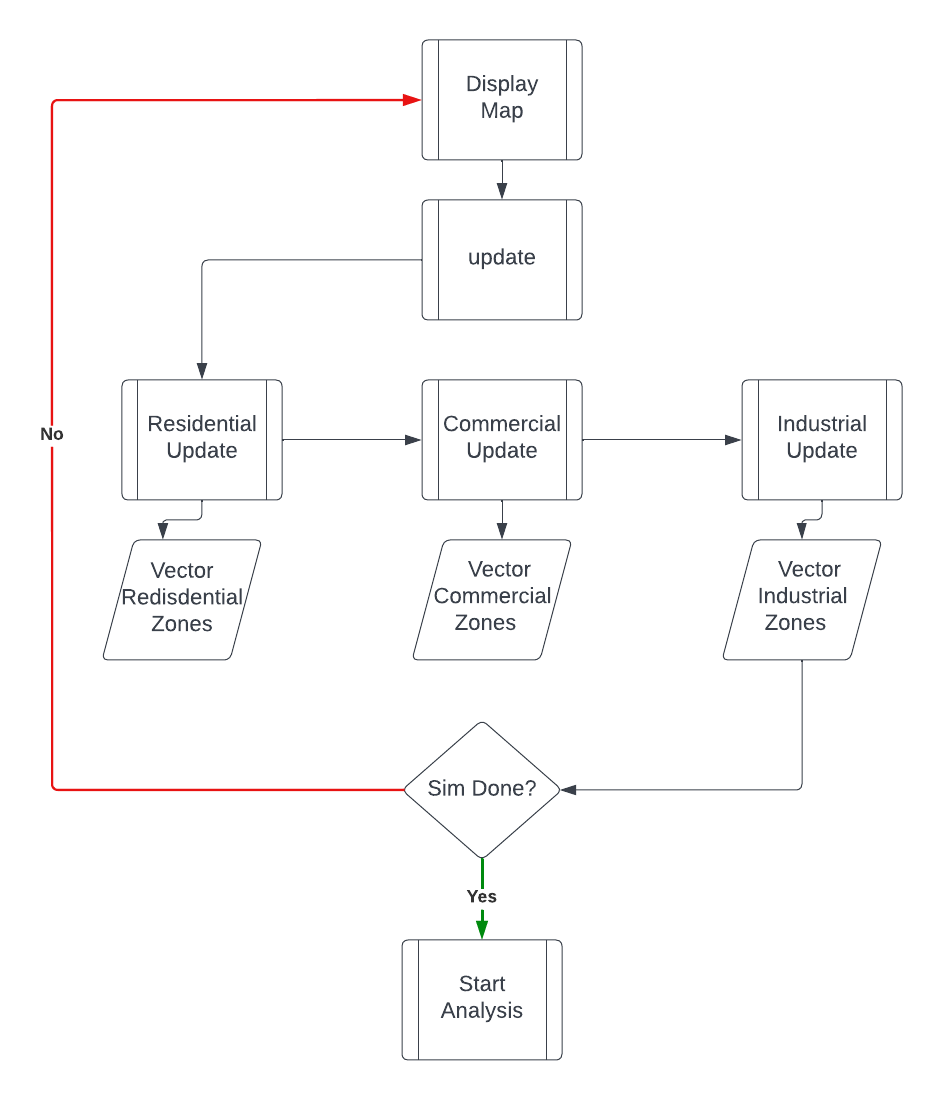 Display
Map
update
Residential
Update
Commercial
Update
Industrial
Update
No
Vector
Redisdential
Zones
Vector
Commercial
Zones
Vector
Industrial
Zones
Sim Done?
Yes
Start
Analysis